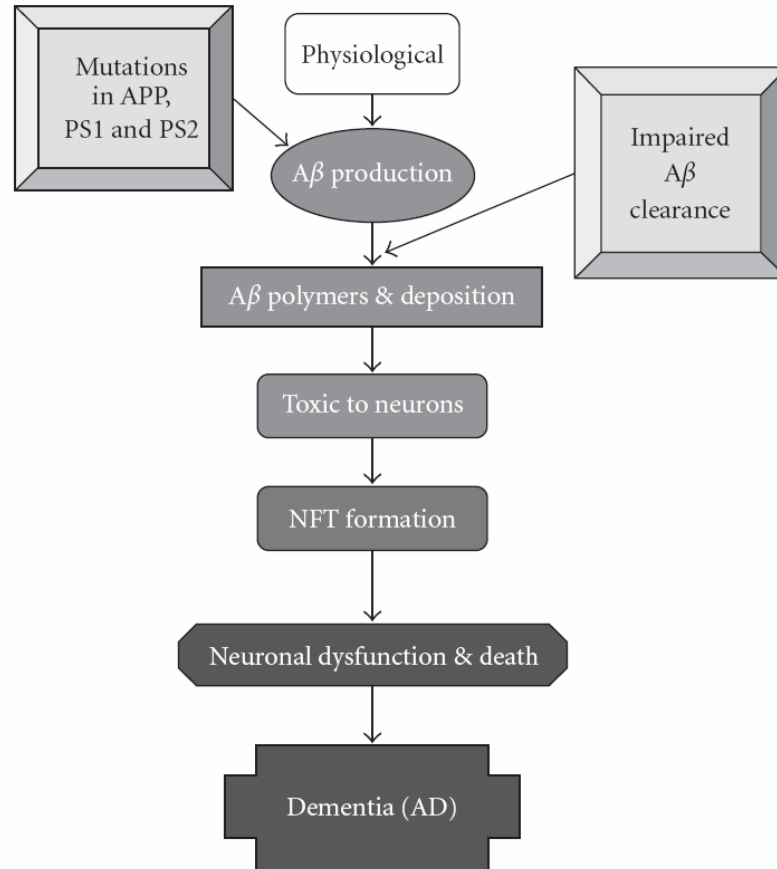 Physiological
Mutations
in APP,
PS1 and PS2
Aβ production
Impaired
Aβ
clearance
Aβ polymers & deposition
Toxic to neurons
NFT formation
Neuronal dysfunction & death
Dementia (AD)